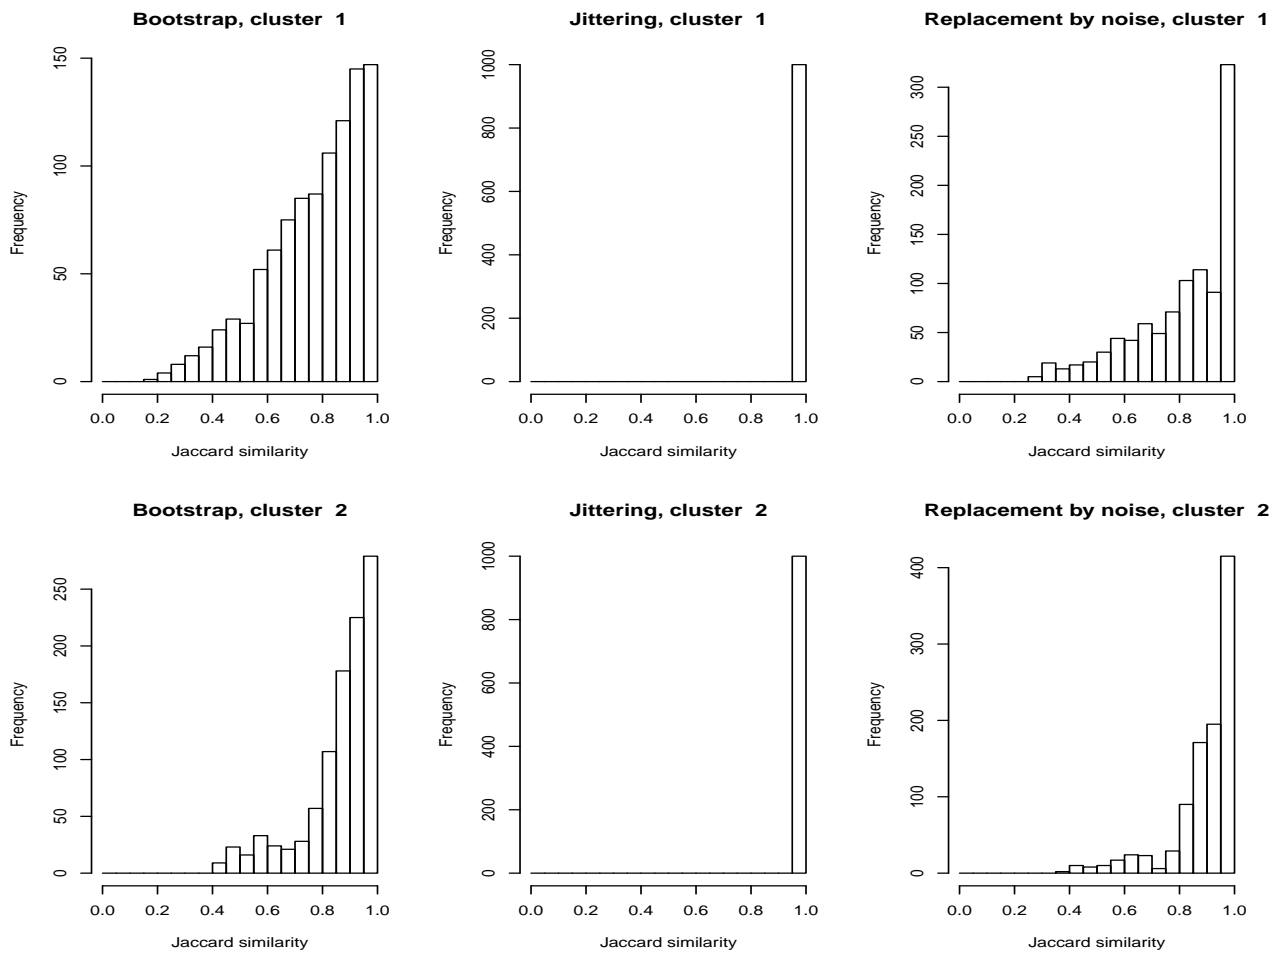 Bootstrap, cluster  1
Frequency
150
100
50
0
0.0 0.2 0.4 0.6 0.8 1.0
Jaccard similarity
Jittering, cluster  1
Frequency
1000
800
600
400
200
0
0.0 0.2 0.4 0.6 0.8 1.0
Jaccard similarity
Replacement by noise, cluster  1
Frequency
300
250
200
150
100
50
0
0.0 0.2 0.4 0.6 0.8 1.0
Jaccard similarity
Bootstrap, cluster  2
Frequency
250
200
150
100
50
0
0.0 0.2 0.4 0.6 0.8 1.0
Jaccard similarity
Jittering, cluster  2
Frequency
1000
800
600
400
200
0
0.0 0.2 0.4 0.6 0.8 1.0
Jaccard similarity
Replacement by noise, cluster  2
Frequency
400
300
200
100
0
0.0 0.2 0.4 0.6 0.8 1.0
Jaccard similarity